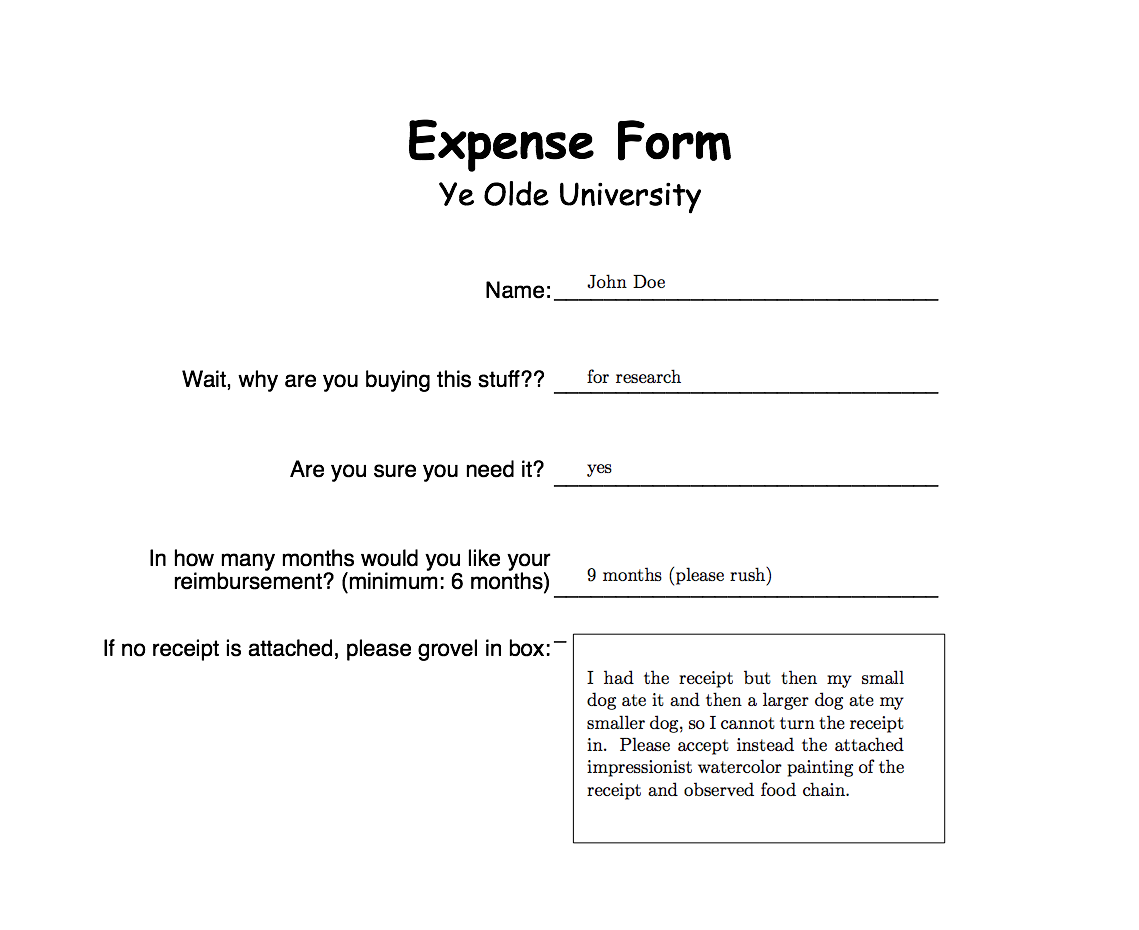 Expense Form
Ye Olde University
Name: John Doe
Wait, why are you buying this stuff?? for research
Are you sure you need it? yes
In how many months would you like your
reimbursement? (minimum: 6 months) 9 months (please rush)
If no receipt is attached, please grovel in box:
I had the receipt but then my small
dog ate it and then a larger dog ate my
smaller dog, so I cannot turn the receipt
in. Please accept instead the attached
impressionist watercolor painting of the
receipt and observed food chain.